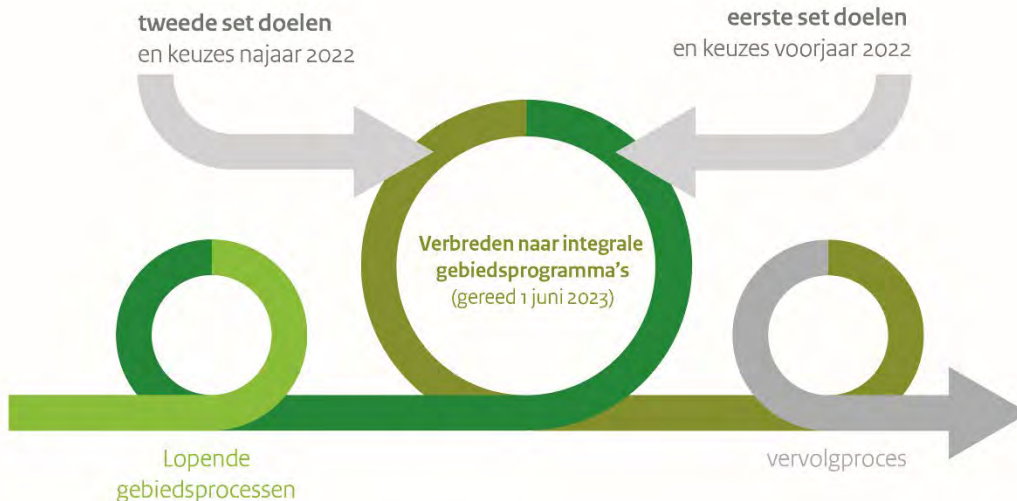 tweede set doelen
en keuzes najaar 2022
eerste set doelen
en keuzes voorjaar 2022
Verbreden naar integrale
gebiedsprogramma's
(gereed 1 juni 2023)
Lopende
gebiedsprocessen
vervolgproces